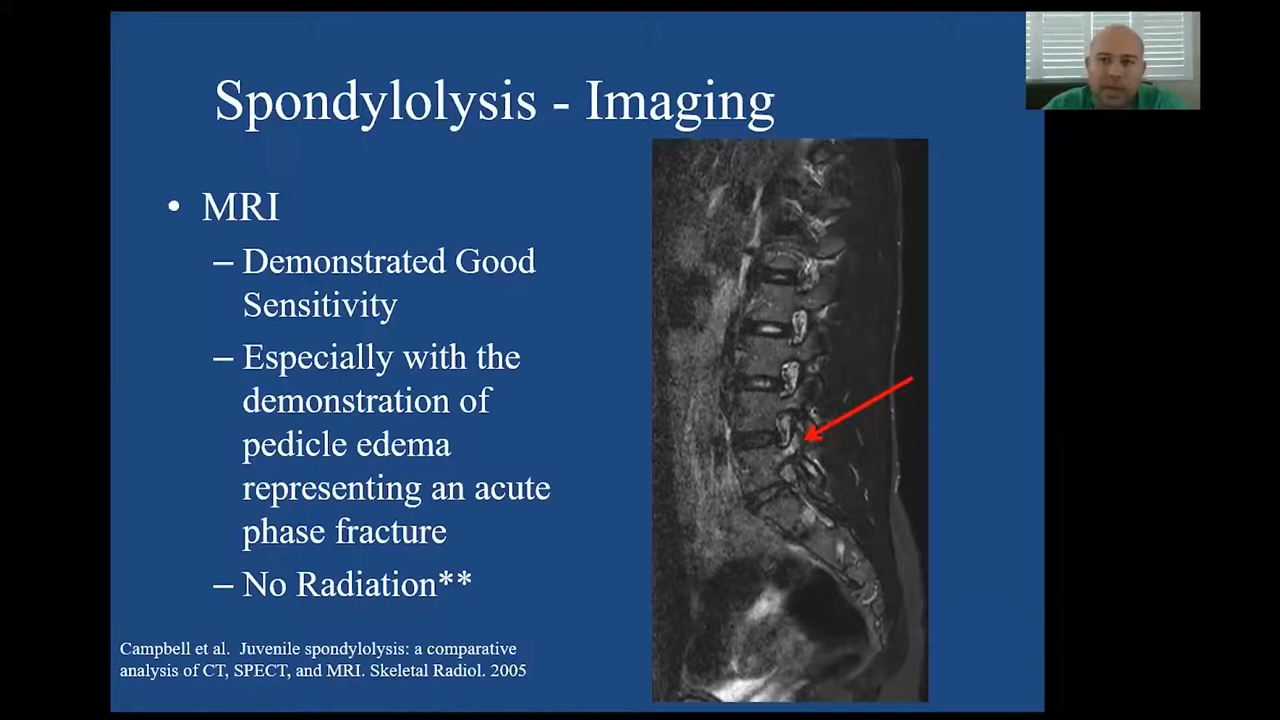 Spondylolysis - Imaging
• MRI
– Demonstrated Good
Sensitivity
– Especially with the
demonstration of
pedicle edema
representing an acute
phase fracture
– No Radiation**
Campbell et al.  Juvenile spondylolysis: a comparative
analysis of CT, SPECT, and MRI. Skeletal Radiol. 2005